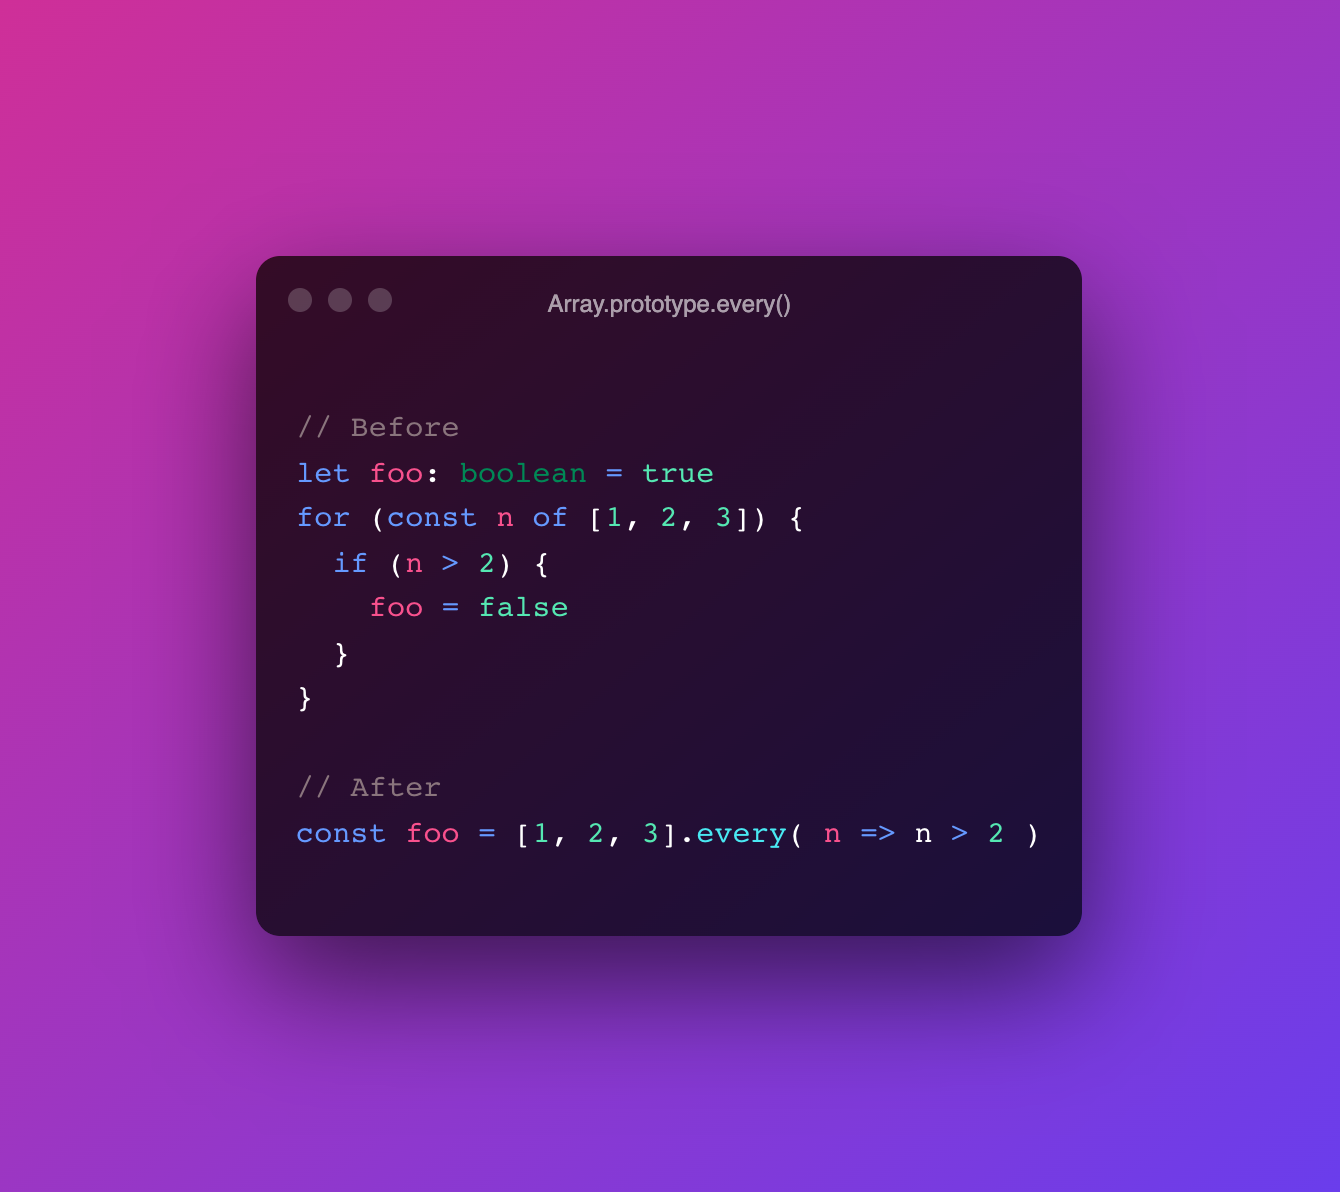 Array.prototype.every()
// Before
let foo: boolean = true
for (const n of [1, 2, 3]) {
  if (n > 2) {
    foo = false
  }
}
// After
const foo = [1, 2, 3].every( n => n > 2 )